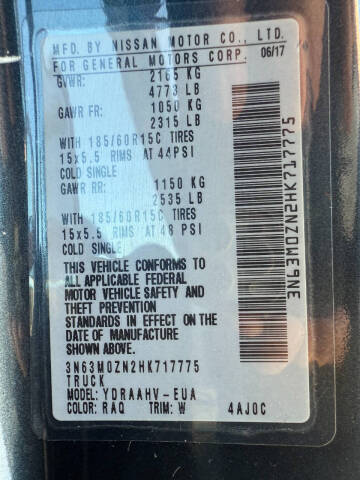 MFD. BY NISSAN MOTOR CO., LTD.
FOR GENERAL MOTORS CORP. 06/17
GVWR: 2165 KG
4773 LB
GAWR FR: 1050 KG
2315 LB
WITH 185/60R15C TIRES
15x5.5 RIMS AT 44PSI
COLD SINGLE
GAWR RR: 1150 KG
2535 LB
WITH 185/60R15C TIRES
15x5.5 RIMS AT 48 PSI
COLD SINGLE
THIS VEHICLE CONFORMS TO
ALL APPLICABLE FEDERAL
MOTOR VEHICLE SAFETY AND
THEFT PREVENTION
STANDARDS IN EFFECT ON THE
DATE OF MANUFACTURE
SHOWN ABOVE.
3N63M0ZN2HK717775
TRUCK
MODEL: YDRAAHV-EUA
COLOR: RAQ TRIM: W 4AJ0C
3N63M0ZN2HK717775